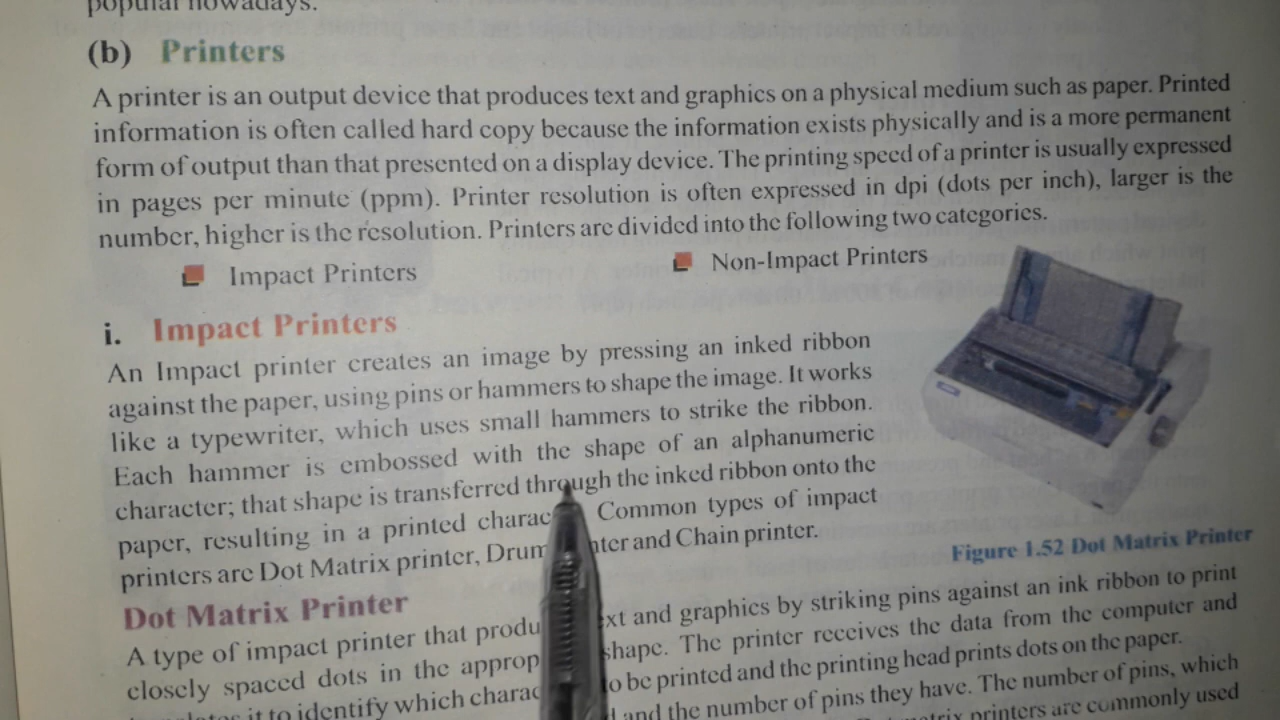 popular nowadays.
(b) Printers
A printer is an output device that produces text and graphics on a physical medium such as paper. Printed
information is often called hard copy because the information exists physically and is a more permanent
form of output than that presented on a display device. The printing speed of a printer is usually expressed
in pages per minute (ppm). Printer resolution is often expressed in dpi (dots per inch), larger is the
number, higher is the resolution. Printers are divided into the following two categories.
Impact Printers
Non-Impact Printers
i. Impact Printers
An Impact printer creates an image by pressing an inked ribbon
against the paper, using pins or hammers to shape the image. It works
like a typewriter, which uses small hammers to strike the ribbon.
Each hammer is embossed with the shape of an alphanumeric
character; that shape is transferred through the inked ribbon onto the
paper, resulting in a printed charac Common types of impact
printers are Dot Matrix printer, Drum nter and Chain printer.
Figure 1.52 Dot Matrix Printer
Dot Matrix Printer
A type of impact printer that produ ext and graphics by striking pins against an ink ribbon to print
closely spaced dots in the approp shape. The printer receives the data from the computer and
it to identify which charac to be printed and the printing head prints dots on the paper.
and the number of pins they have. The number of pins, which
matrix printers are commonly used